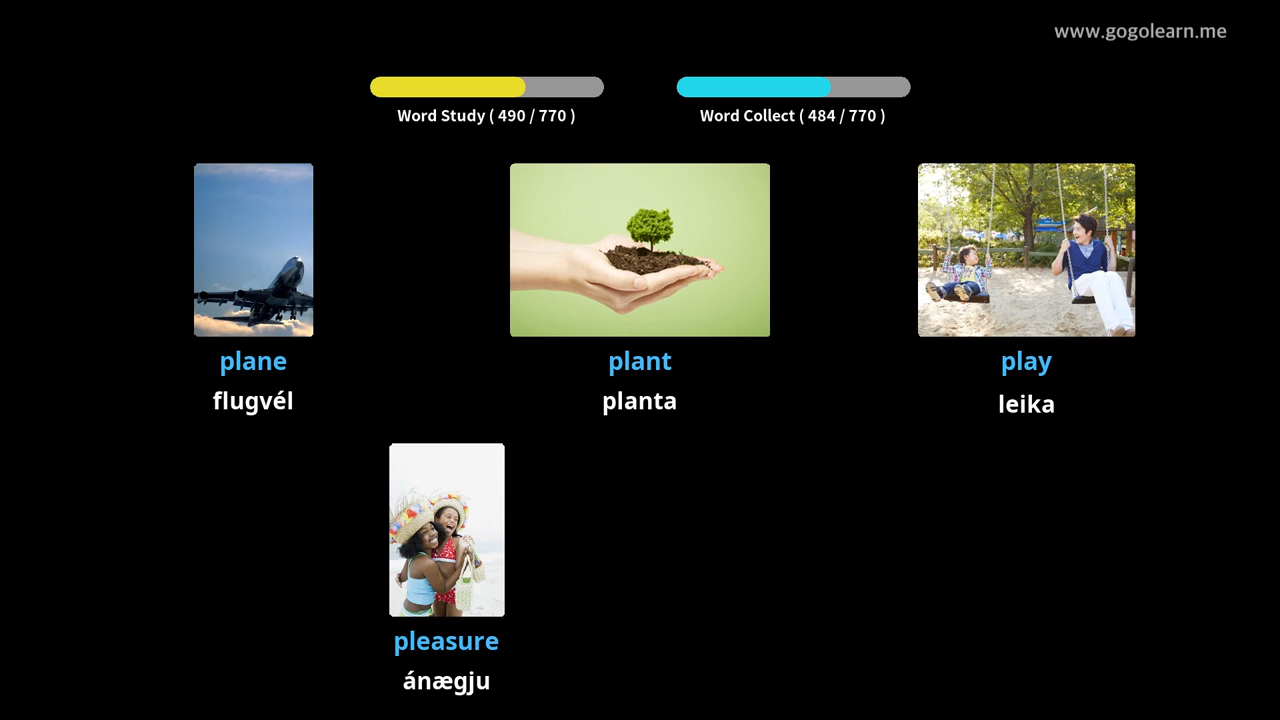 www.gogolearn.me
Word Study ( 490 / 770 )
Word Collect ( 484 / 770 )
plane
flugvél
plant
planta
play
leika
pleasure
ánægju